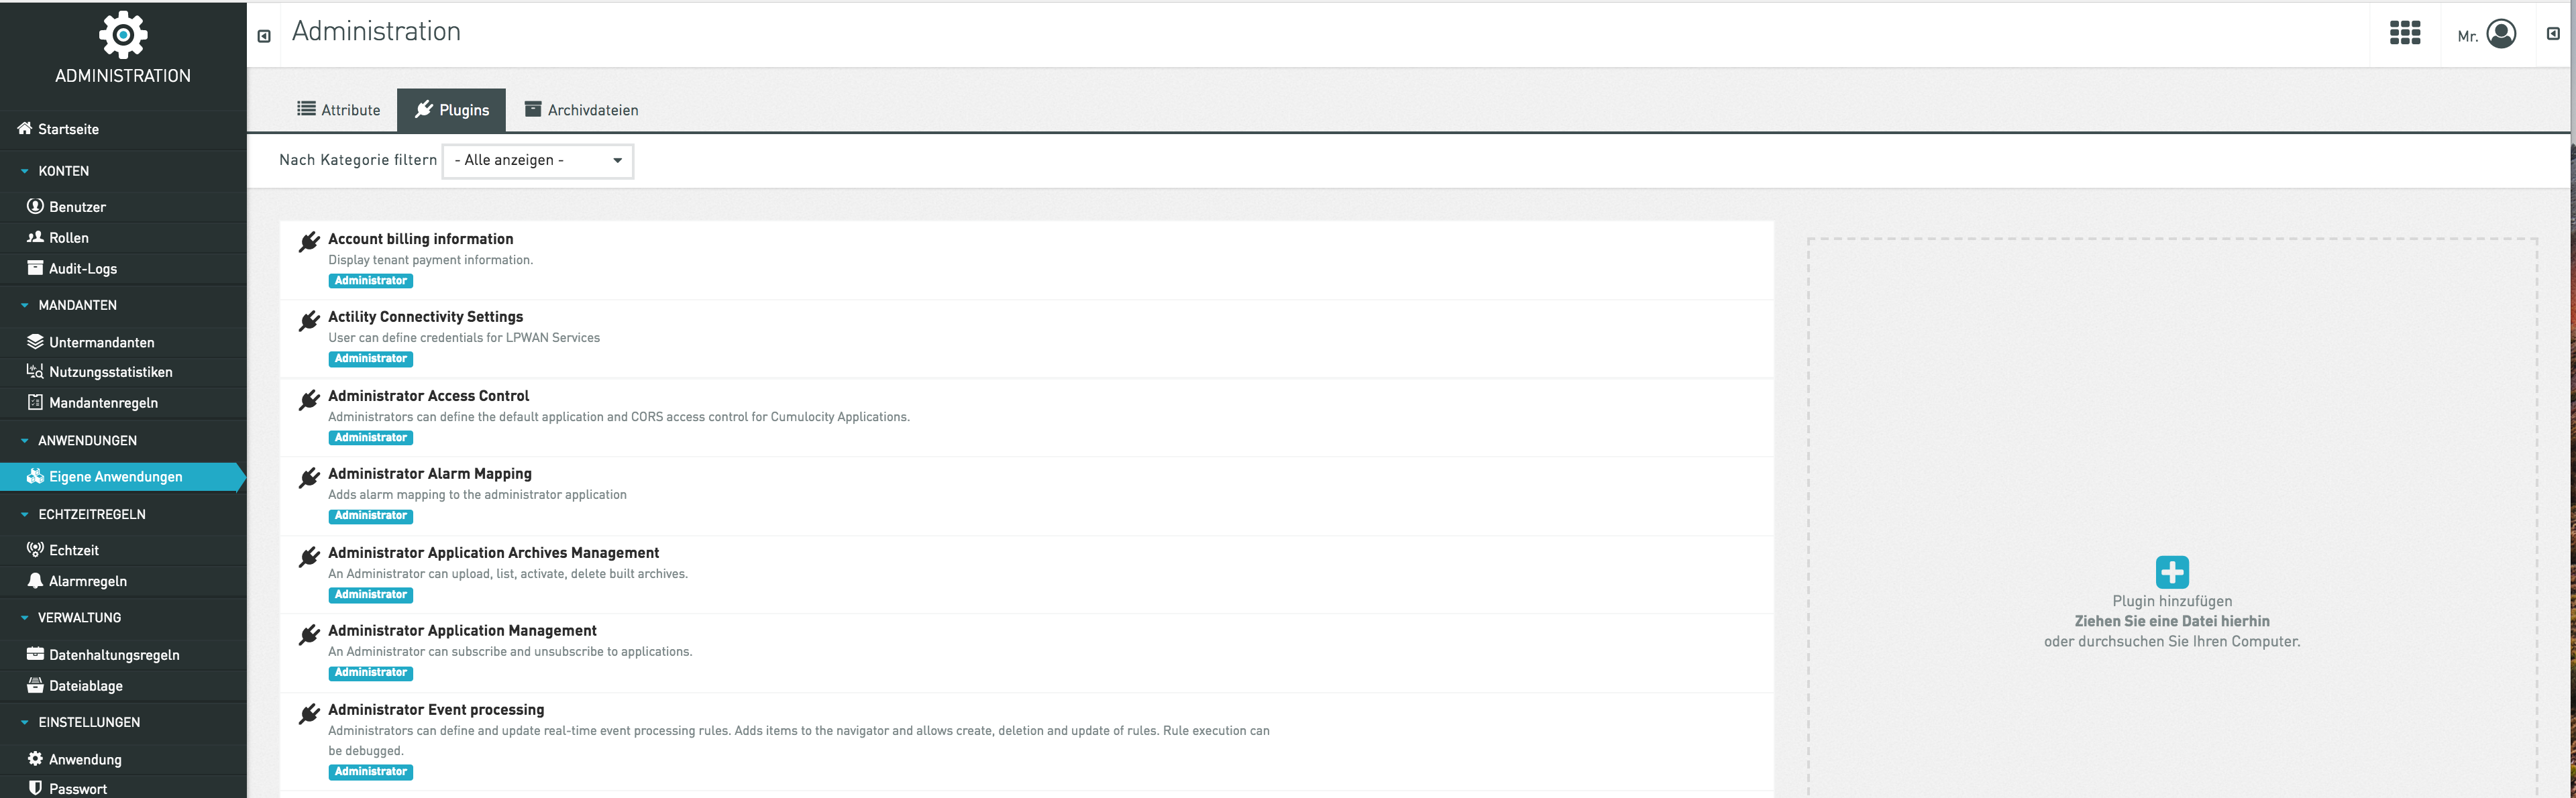 ADMINISTRATION
Startseite
KONTEN
Benutzer
Rollen
Audit-Logs
MANDANTEN
Untermandanten
Nutzungsstatistiken
Mandantenregeln
ANWENDUNGEN
Eigene Anwendungen
ECHTZEITREGELN
Echtzeit
Alarmregeln
VERWALTUNG
Datenhaltungsregeln
Dateiablage
EINSTELLUNGEN
Anwendung
Passwort
Administration
Mr.
Attribute
Plugins
Archivdateien
Nach Kategorie filtern
- Alle anzeigen -
Account billing information
Display tenant payment information.
Administrator
Actility Connectivity Settings
User can define credentials for LPWAN Services
Administrator
Administrator Access Control
Administrators can define the default application and CORS access control for Cumulocity Applications.
Administrator
Administrator Alarm Mapping
Adds alarm mapping to the administrator application
Administrator
Administrator Application Archives Management
An Administrator can upload, list, activate, delete built archives.
Administrator
Administrator Application Management
An Administrator can subscribe and unsubscribe to applications.
Administrator
Administrator Event processing
Administrators can define and update real-time event processing rules. Adds items to the navigator and allows create, deletion and update of rules. Rule execution can
be debugged.
Administrator
Plugin hinzufügen
Ziehen Sie eine Datei hierhin
oder durchsuchen Sie Ihren Computer.